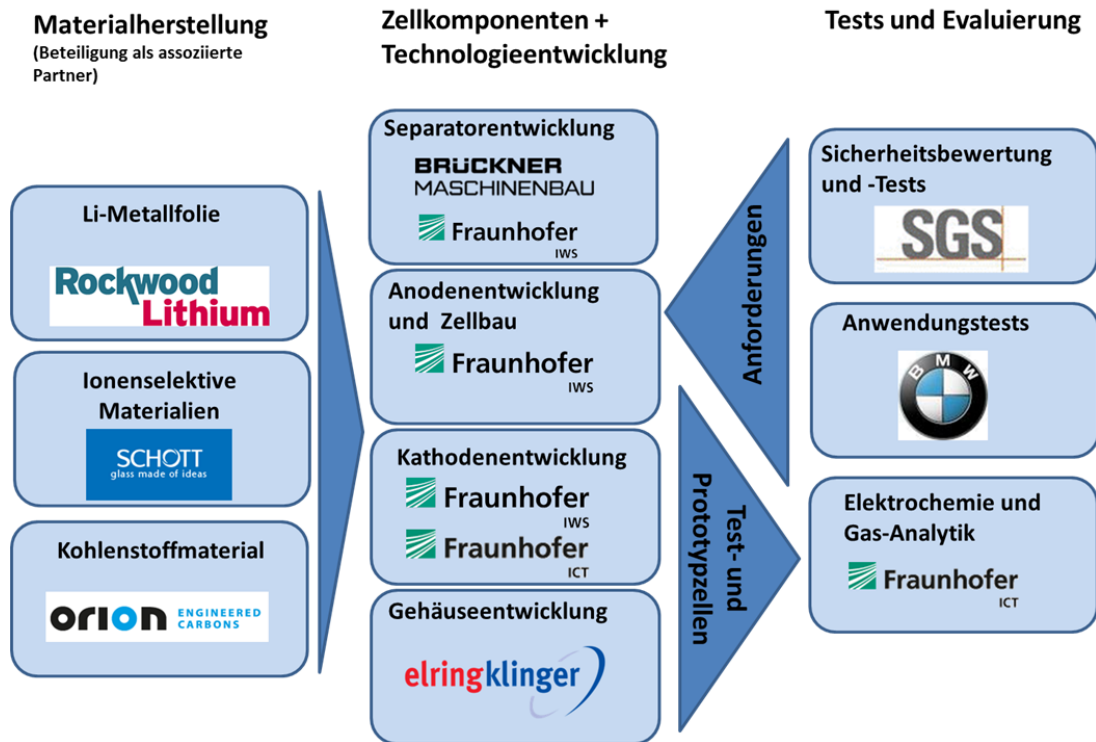 Materialherstellung
(Beteiligung als assoziierte
Partner)
Li-Metallfolie
Rockwood
Lithium
Ionenselektive
Materialien
SCHOTT
glass made of ideas
Kohlenstoffmaterial
orion ENGINEERED
CARBONS
Zellkomponenten +
Technologieentwicklung
Separatorentwicklung
BRÜCKNER
MASCHINENBAU
Fraunhofer
IWS
Anodenentwicklung
und Zellbau
Fraunhofer
IWS
Kathodenentwicklung
Fraunhofer
IWS
Fraunhofer
ICT
Gehäuseentwicklung
elringklinger
Anforderungen
Test- und
Prototypzellen
Tests und Evaluierung
Sicherheitsbewertung
und -Tests
SGS
Anwendungstests
BMW
Elektrochemie und
Gas-Analytik
Fraunhofer
ICT